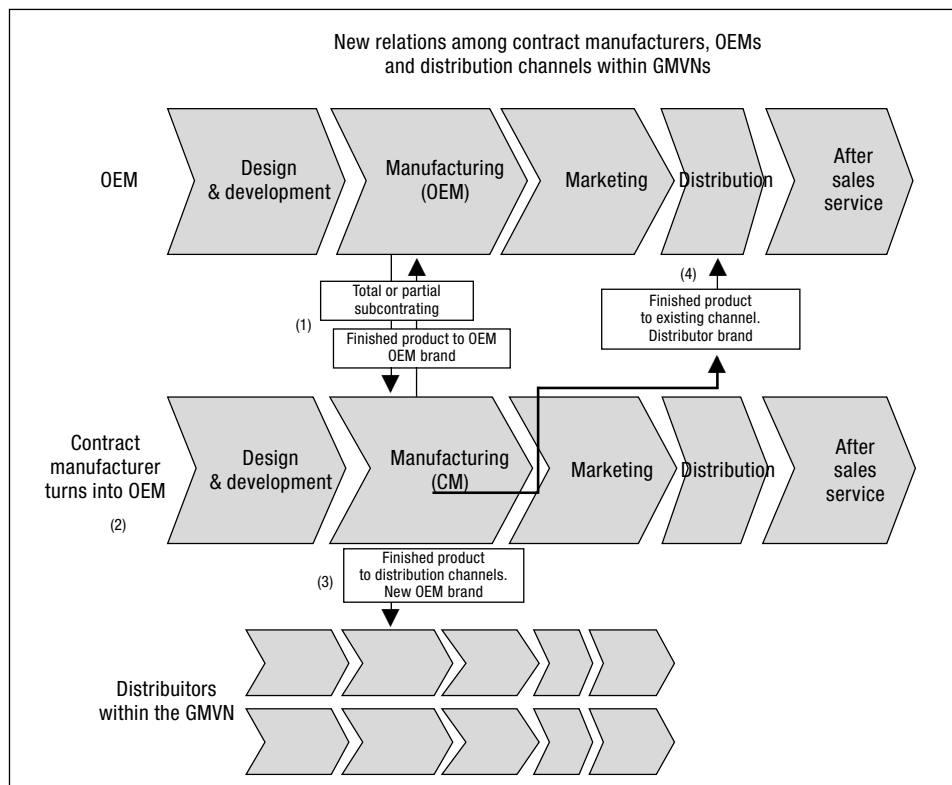 New relations among contract manufacturers, OEMs
and distribution channels within GMVNs
OEM
Design
& development
Manufacturing
(OEM)
Marketing
Distribution
After
sales
service
(1)
Total or partial
subcontrating
Finished product to OEM
OEM brand
(4)
Finished product
to existing channel.
Distributor brand
Contract
manufacturer
turns into OEM
(2)
Design
& development
Manufacturing
(CM)
Marketing
Distribution
After
sales
service
(3)
Finished product
to distribution channels.
New OEM brand
Distribuitors
within the GMVN